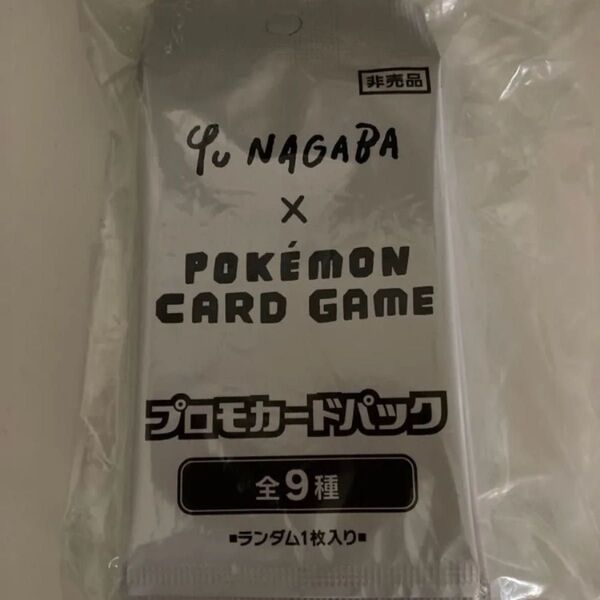 非売品
Yu NAGABA
X
POKÉMON
CARD GAME
プロモカードパック
全9種
■ランダム1枚入り■